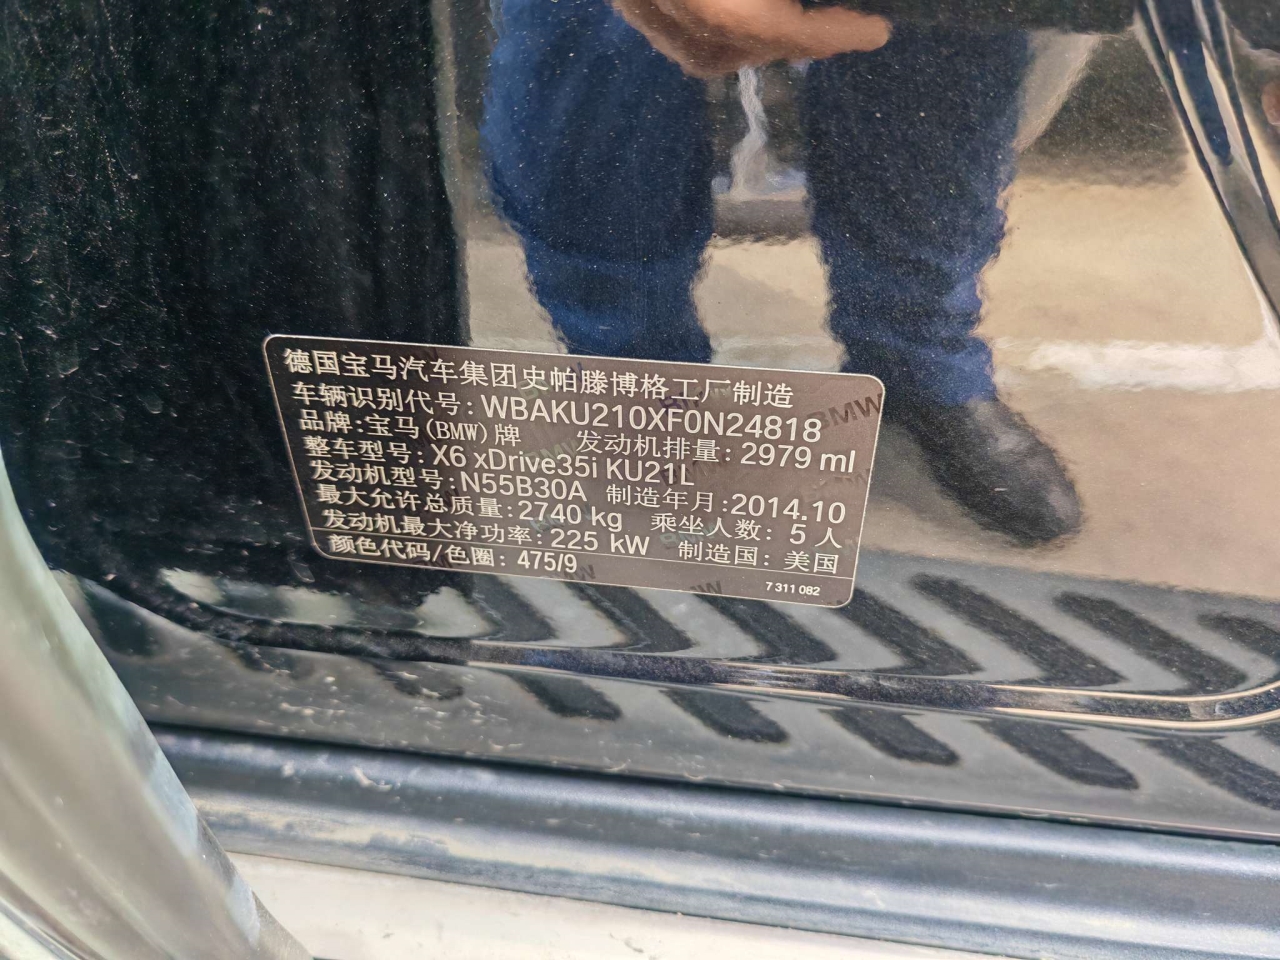 德国宝马汽车集团史帕滕博格工厂制造
车辆识别代号: WBAKU210XF0N24818
品牌: 宝马(BMW)牌 发动机排量: 2979 ml
整车型号: X6 xDrive35i KU21L
发动机型号: N55B30A 制造年月: 2014.10
最大允许总质量: 2740 kg 乘坐人数: 5人
发动机最大净功率: 225 kW 制造国: 美国
颜色代码/色圈: 475/9
7 311 082